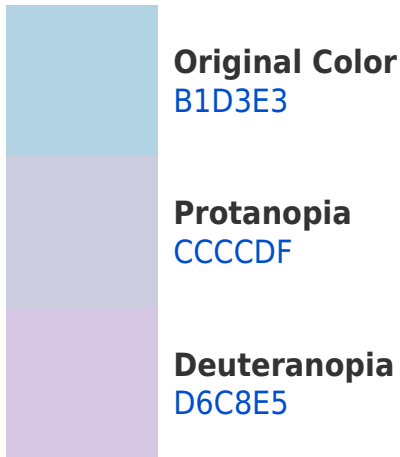 Original Color
B1D3E3
Protanopia
CCCCDF
Deuteranopia
D6C8E5